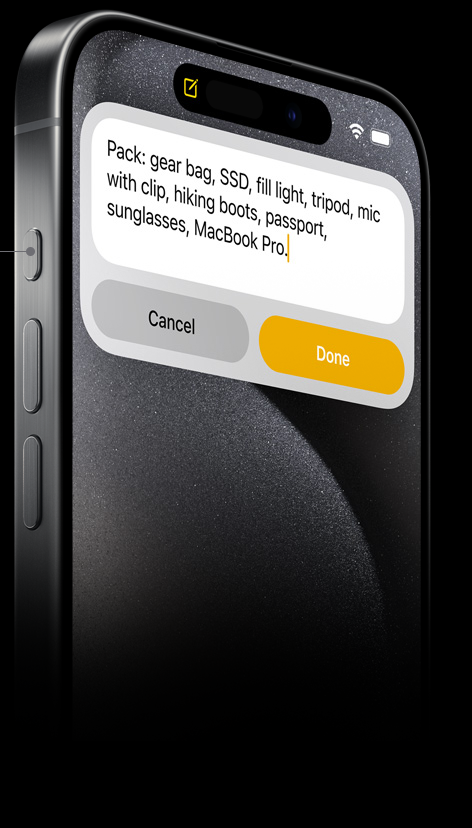 Pack: gear bag, SSD, fill light, tripod, mic
with clip, hiking boots, passport,
sunglasses, MacBook Pro.
Cancel
Done